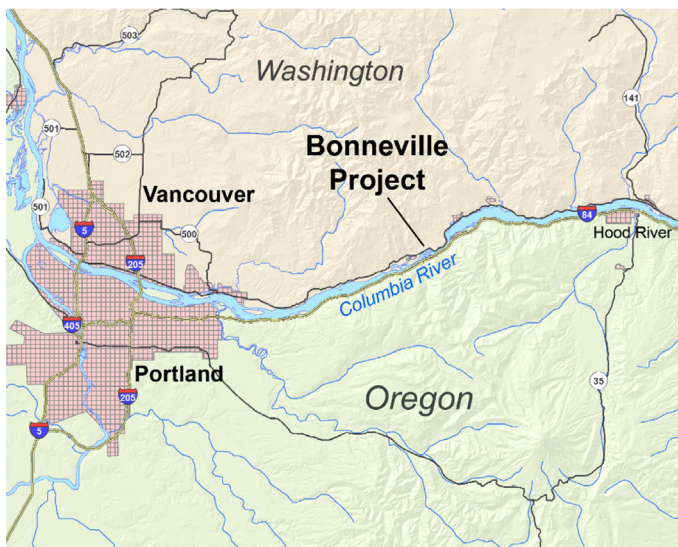 503
Washington
141
501
502
Bonneville
Project
Vancouver
501
84
5
500
Hood River
205
Columbia River
405
Portland
35
205
Oregon
5